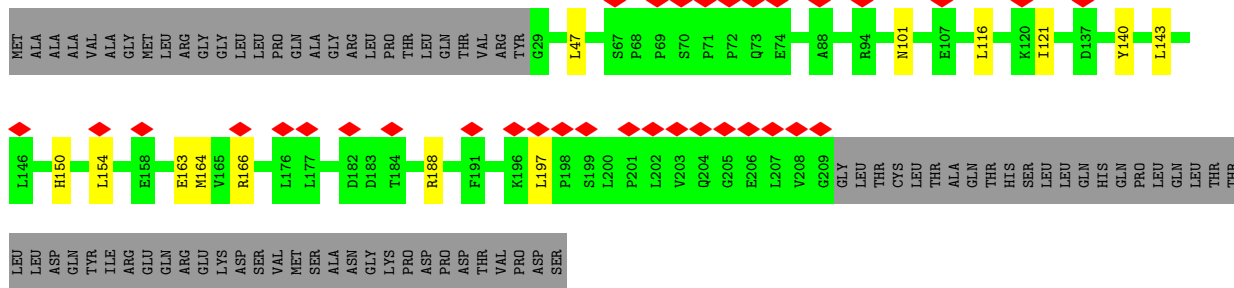 MET ALA ALA ALA VAL ALA GLY MET LEU ARG GLY GLY LEU LEU PRO GLN ALA GLY ARG LEU PRO THR LEU GLN THR VAL ARG TYR G29 L47 S67 P68 P69 S70 P71 P72 Q73 E74 A88 R94 N101 E107 L116 K120 I121 D137 Y140 L143
L146 H150 L154 E158 E163 M164 V165 R166 L176 L177 D182 D183 T184 R188 F191 K196 L197 P198 S199 L200 P201 L202 V203 Q204 G205 E206 L207 V208 G209 GLY LEU THR CYS LEU THR ALA GLN THR HIS SER LEU LEU GLN HIS GLN PRO LEU GLN LEU THR THR
LEU LEU ASP GLN TYR ILE ARG GLU GLU GLN ARG GLU LYS ASP SER VAL MET SER ALA ASN GLY LYS PRO ASP PRO ASP THR VAL PRO ASP SER